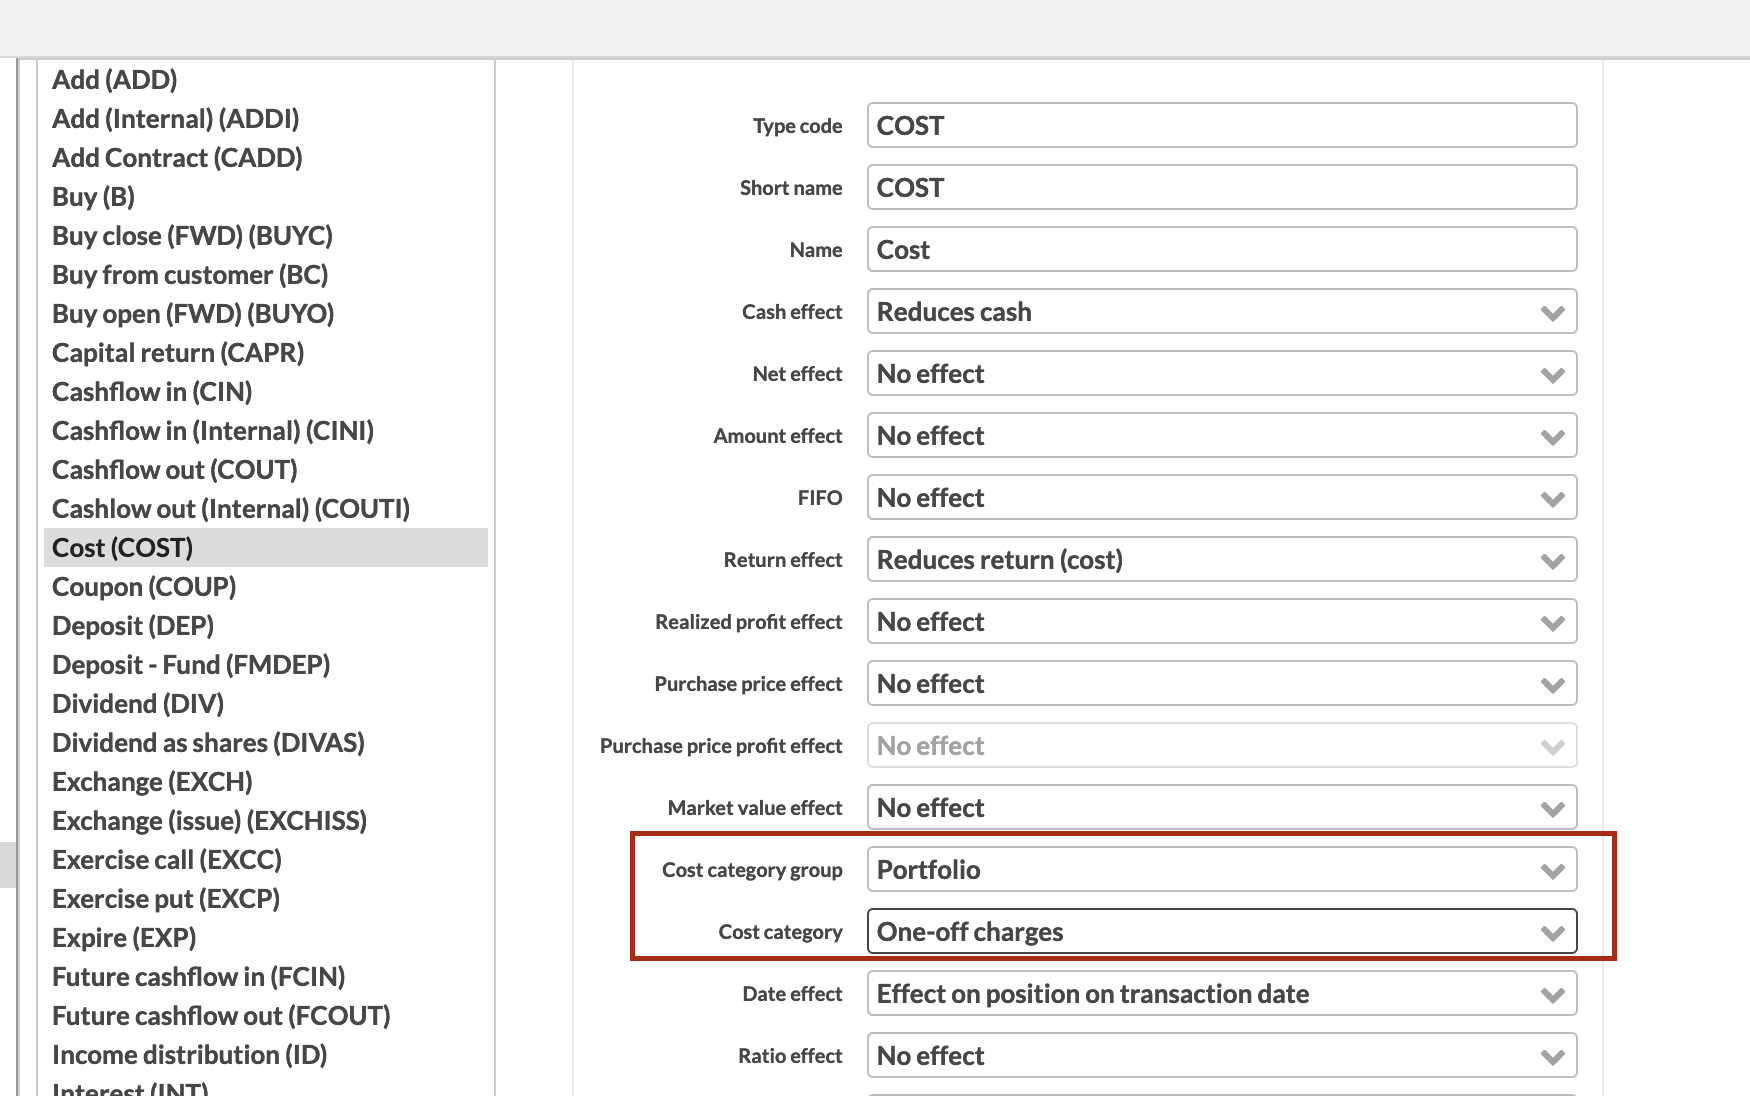 Add (ADD)
Add (Internal) (ADDI)
Add Contract (CADD)
Buy (B)
Buy close (FWD) (BUYC)
Buy from customer (BC)
Buy open (FWD) (BUYO)
Capital return (CAPR)
Cashflow in (CIN)
Cashflow in (Internal) (CINI)
Cashflow out (COUT)
Cashlow out (Internal) (COUTI)
Cost (COST)
Coupon (COUP)
Deposit (DEP)
Deposit - Fund (FMDEP)
Dividend (DIV)
Dividend as shares (DIVAS)
Exchange (EXCH)
Exchange (issue) (EXCHISS)
Exercise call (EXCC)
Exercise put (EXCP)
Expire (EXP)
Future cashflow in (FCIN)
Future cashflow out (FCOUT)
Income distribution (ID)
Interest (INT)
Type code COST
Short name COST
Name Cost
Cash effect Reduces cash
Net effect No effect
Amount effect No effect
FIFO No effect
Return effect Reduces return (cost)
Realized profit effect No effect
Purchase price effect No effect
Purchase price profit effect No effect
Market value effect No effect
Cost category group Portfolio
Cost category One-off charges
Date effect Effect on position on transaction date
Ratio effect No effect